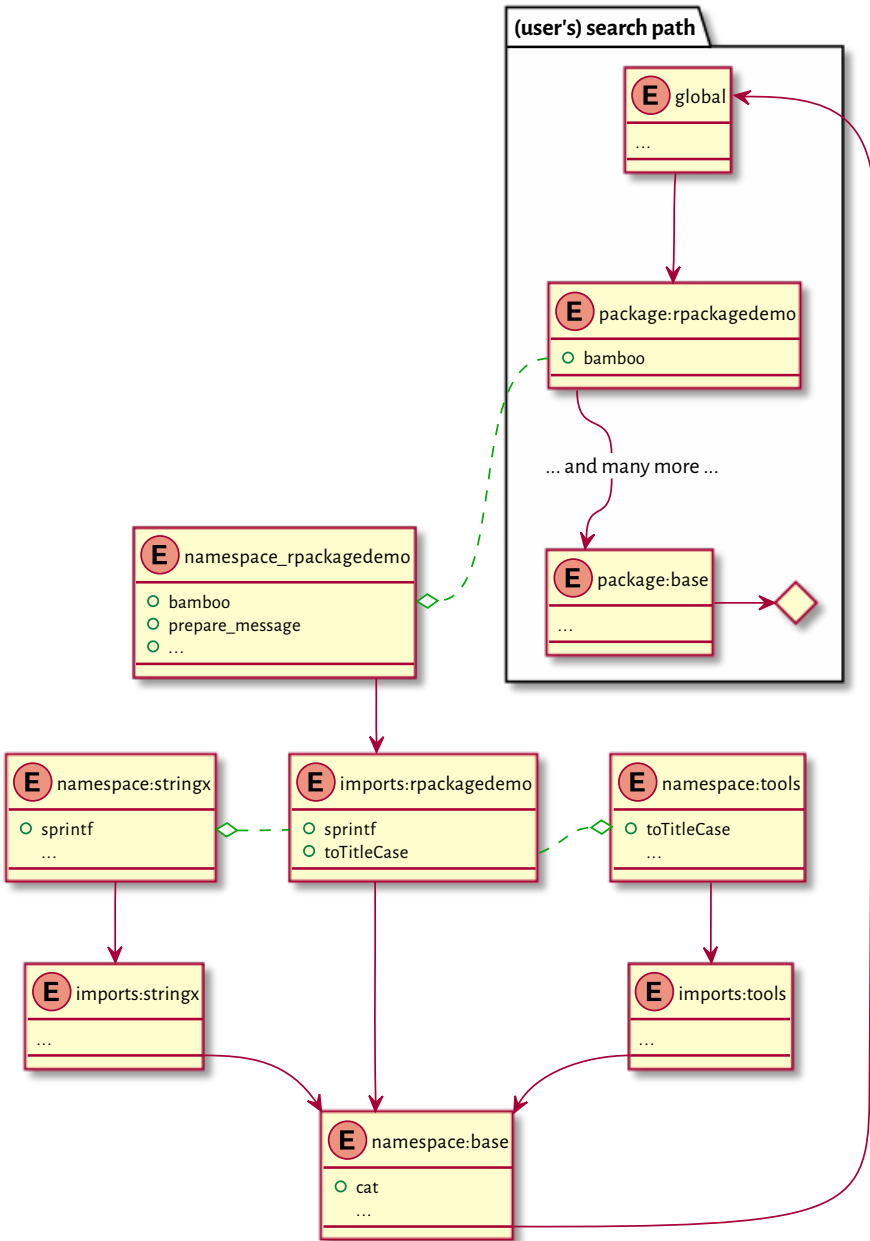 (user's) search path
E global
...
E package:rpackagedemo
bamboo
... and many more ...
E package:base
...
E namespace_rpackagedemo
bamboo
prepare_message
...
E namespace:stringx
sprintf
...
E imports:rpackagedemo
sprintf
toTitleCase
E namespace:tools
toTitleCase
...
E imports:stringx
...
E imports:tools
...
E namespace:base
cat
...